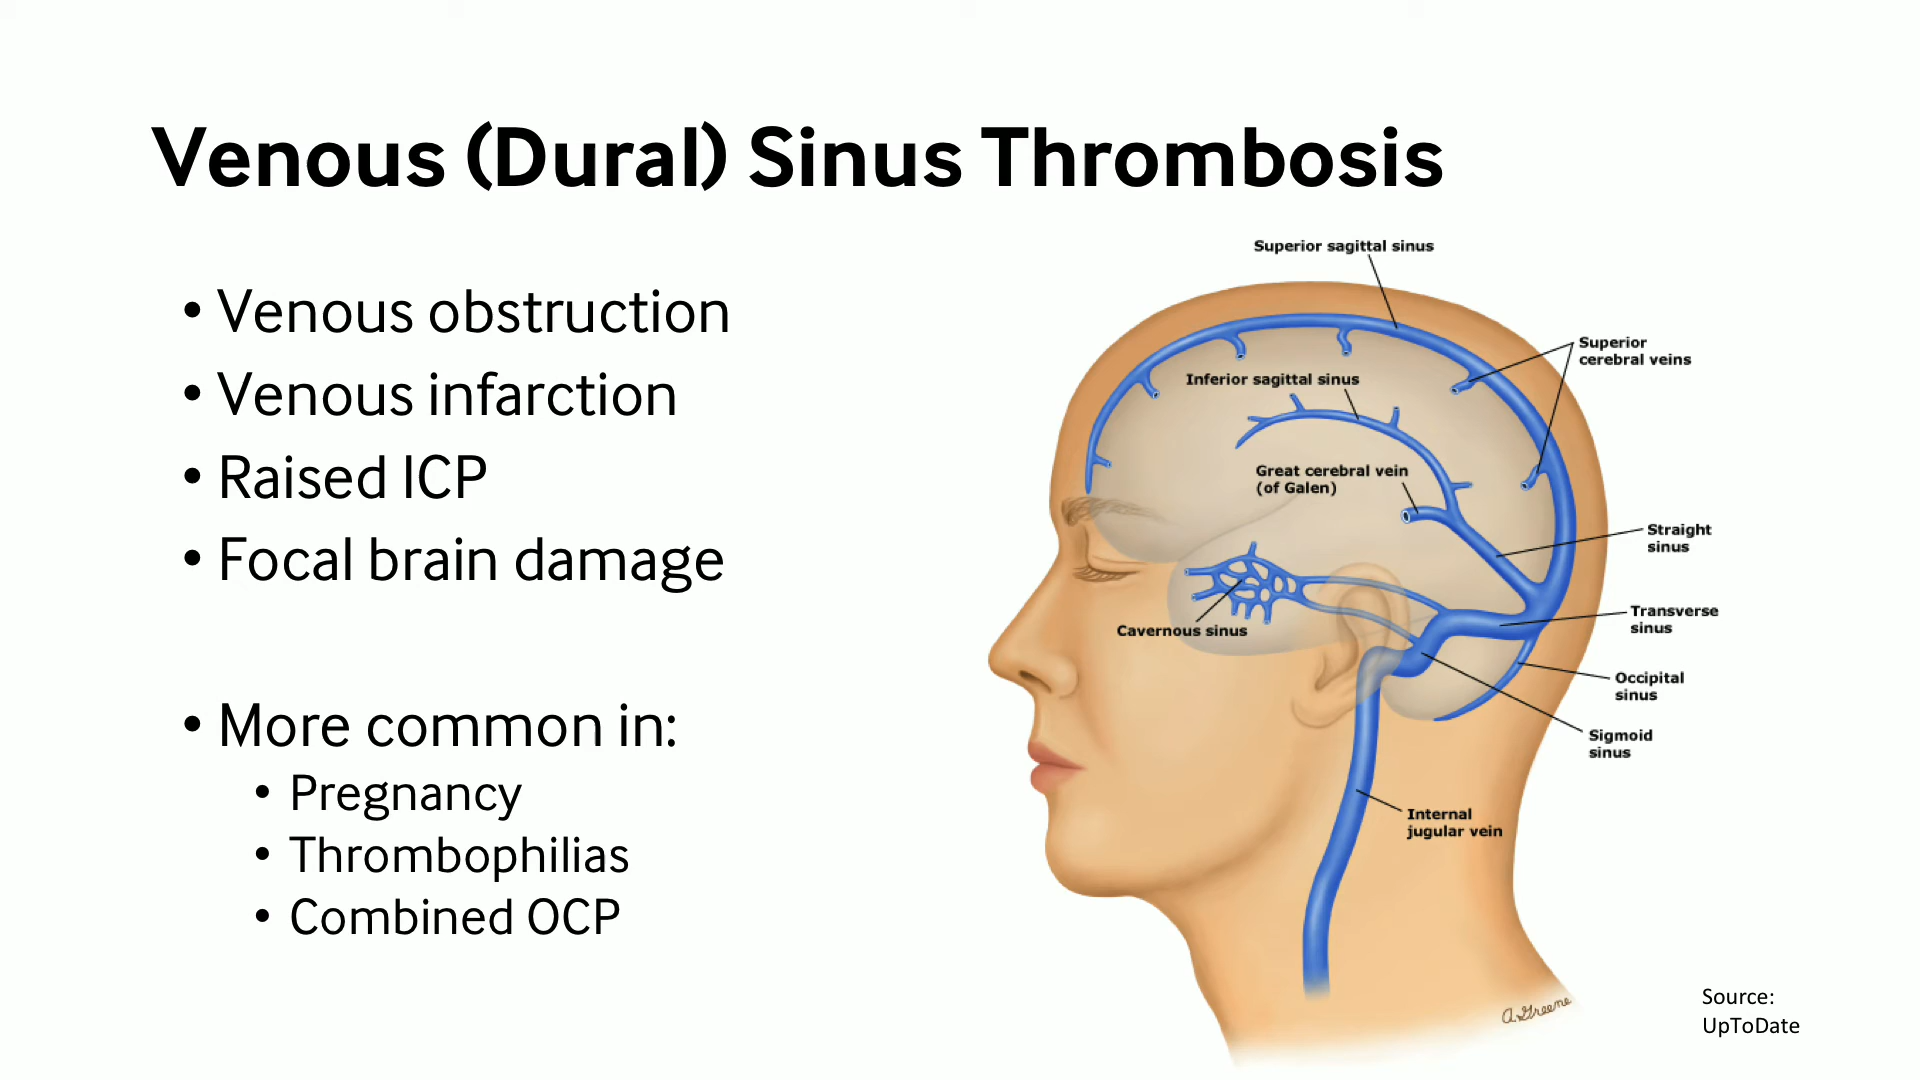 Venous (Dural) Sinus Thrombosis
• Venous obstruction
• Venous infarction
• Raised ICP
• Focal brain damage
• More common in:
• Pregnancy
• Thrombophilias
• Combined OCP
Superior sagittal sinus
Superior
cerebral veins
Inferior sagittal sinus
Great cerebral vein
(of Galen)
Straight
sinus
Transverse
sinus
Cavernous sinus
Occipital
sinus
Sigmoid
sinus
Internal
jugular vein
A. Greene
Source:
UpToDate